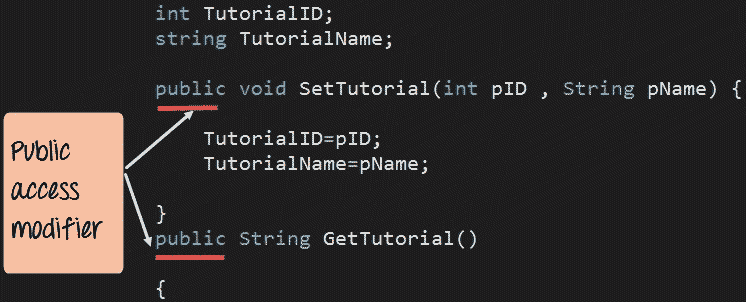 int TutorialID;
string TutorialName;
public void SetTutorial(int pID , String pName) {
TutorialID=pID;
TutorialName=pName;
}
public String GetTutorial()
{
Public
access
modifier